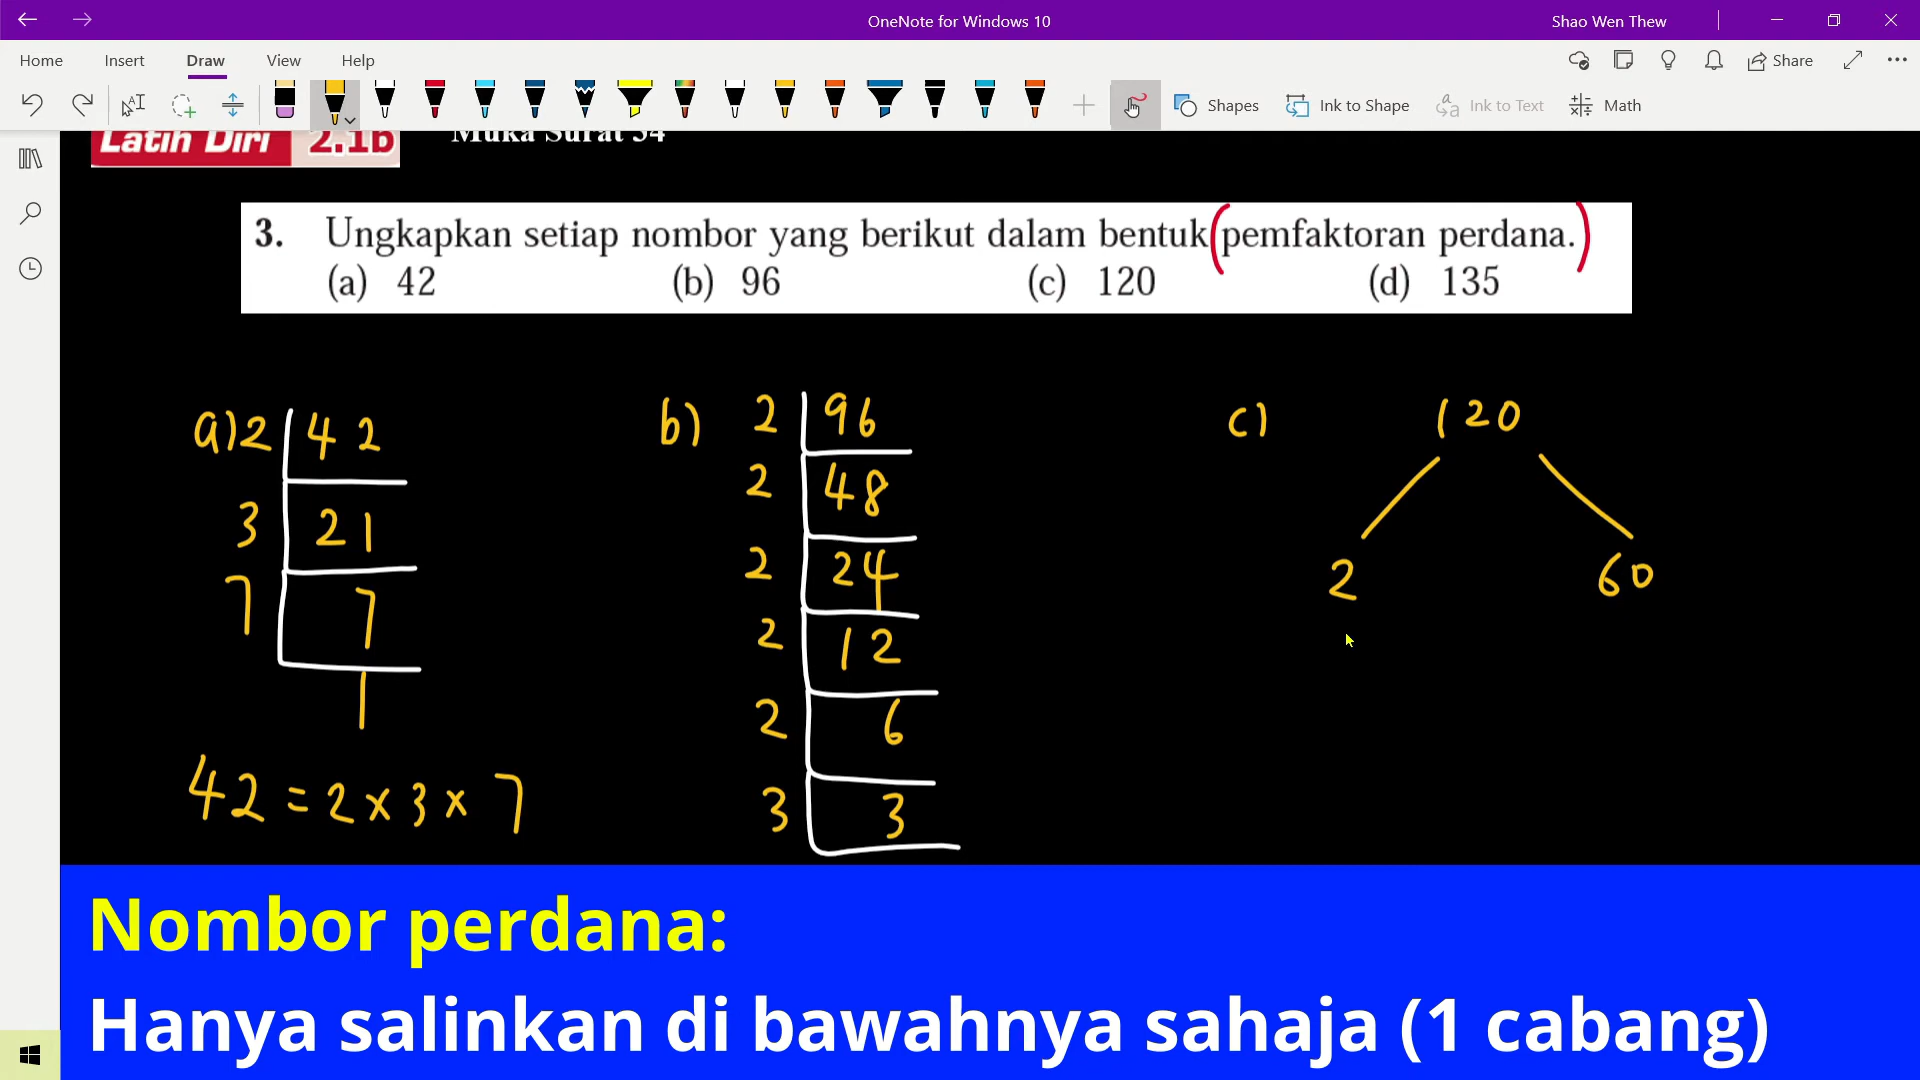 OneNote for Windows 10
Shao Wen Thew
Home Insert Draw View Help
Share
Shapes Ink to Shape Ink to Text Math
Latih Diri 2.1b Muka Surat 34
3. Ungkapkan setiap nombor yang berikut dalam bentuk (pemfaktoran perdana.)
(a) 42 (b) 96 (c) 120 (d) 135
a) 2 42
3 21
7 7
1
42 = 2 x 3 x 7
b) 2 96
2 48
2 24
2 12
2 6
3 3
c) 120
2 60
Nombor perdana:
Hanya salinkan di bawahnya sahaja (1 cabang)